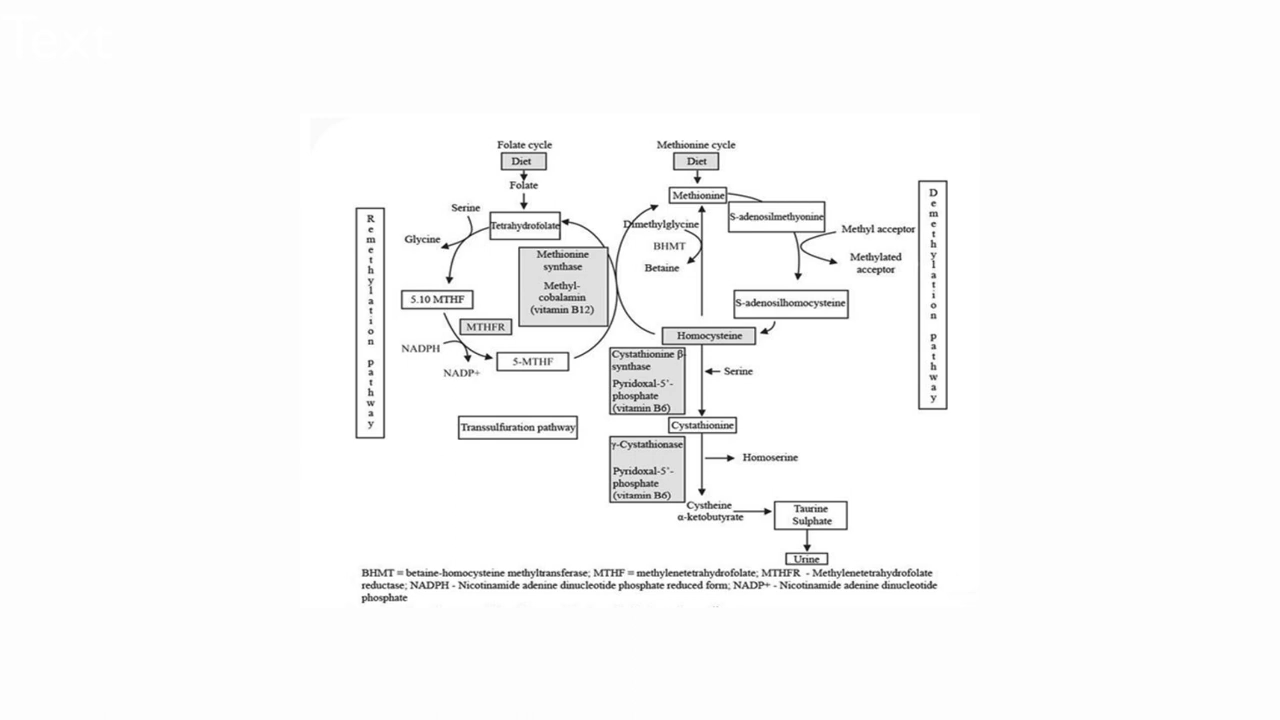 Text
Folate cycle
Diet
Folate
Serine
Tetrahydrofolate
Glycine
Methionine
synthase
Methyl-
cobalamin
(vitamin B12)
5.10 MTHF
MTHFR
NADPH
NADP+
5-MTHF
Remethylation pathway
Transsulfuration pathway
Methionine cycle
Diet
Methionine
S-adenosilmethyonine
Dimethylglycine
BHMT
Betaine
Methyl acceptor
Methylated
acceptor
S-adenosilhomocysteine
Homocysteine
Cystathionine β-
synthase
Pyridoxal-5'-
phosphate
(vitamin B6)
Serine
Cystathionine
γ-Cystathionase
Pyridoxal-5'-
phosphate
(vitamin B6)
Homoserine
Cystheine
α-ketobutyrate
Taurine
Sulphate
Urine
Demethylation pathway
BHMT = betaine-homocysteine methyltransferase; MTHF = methylenetetrahydrofolate; MTHFR - Methylenetetrahydrofolate
reductase; NADPH - Nicotinamide adenine dinucleotide phosphate reduced form; NADP+ - Nicotinamide adenine dinucleotide
phosphate